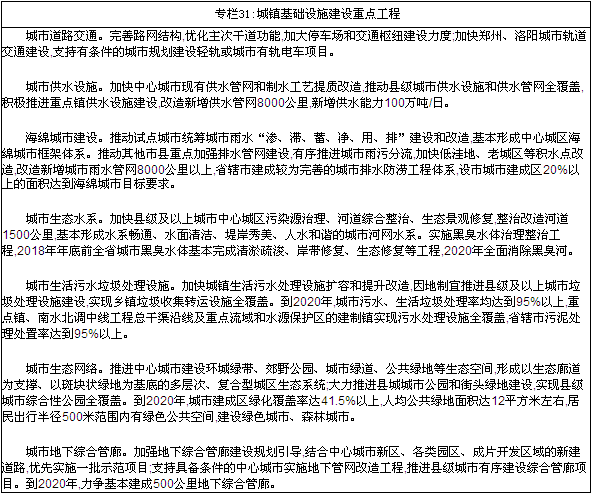 专栏31:城镇基础设施建设重点工程
城市道路交通。完善路网结构,优化主次干道功能,加大停车场和交通枢纽建设力度;加快郑州、洛阳城市轨道
交通建设,支持有条件的城市规划建设轻轨或城市有轨电车项目。
城市供水设施。加快中心城市现有供水管网和制水工艺提质改造,推动县级城市供水设施和供水管网全覆盖,
积极推进重点镇供水设施建设,改造新增供水管网8000公里,新增供水能力100万吨/日。
海绵城市建设。推动试点城市统筹城市雨水“渗、滞、蓄、净、用、排”建设和改造,基本形成中心城区海
绵城市框架体系。推动其他市县重点加强排水管网建设,有序推进城市雨污分流,加快低洼地、老城区等积水点改
造,改造新增城市雨水管网8000公里以上,省辖市建成较为完善的城市排水防涝工程体系,设市城市建成区20%以
上的面积达到海绵城市目标要求。
城市生态水系。加快县级及以上城市中心城区污染源治理、河道综合整治、生态景观修复,整治改造河道
1500公里,基本形成水系畅通、水面清洁、堤岸秀美、人水和谐的城市河网水系。实施黑臭水体治理整治工
程,2018年年底前全省城市黑臭水体基本完成清淤疏浚、岸带修复、生态修复等工程,2020年全面消除黑臭河。
城市生活污水垃圾处理设施。加快城镇生活污水处理设施扩容和提升改造,因地制宜推进县级及以上城市垃
圾处理设施建设,实现乡镇垃圾收集转运设施全覆盖。到2020年,城市污水、生活垃圾处理率均达到95%以上,重
点镇、南水北调中线工程总干渠沿线及重点流域和水源保护区的建制镇实现污水处理设施全覆盖,省辖市污泥处
理处置率达到95%以上。
城市生态网络。推进中心城市建设环城绿带、郊野公园、城市绿道、公共绿地等生态空间,形成以生态廊道
为支撑、以斑块状绿地为基底的多层次、复合型城区生态系统;大力推进县城城市公园和街头绿地建设,实现县级
城市综合性公园全覆盖。到2020年,城市建成区绿化覆盖率达41.5%以上,人均公共绿地面积达12平方米左右,居
民出行半径500米范围内有绿色公共空间,建设绿色城市、森林城市。
城市地下综合管廊。加强地下综合管廊建设规划引导,结合中心城市新区、各类园区、成片开发区域的新建
道路,优先实施一批示范项目;支持具备条件的中心城市实施地下管网改造工程,推进县级城市有序建设综合管廊项
目。到2020年,力争基本建成500公里地下综合管廊。